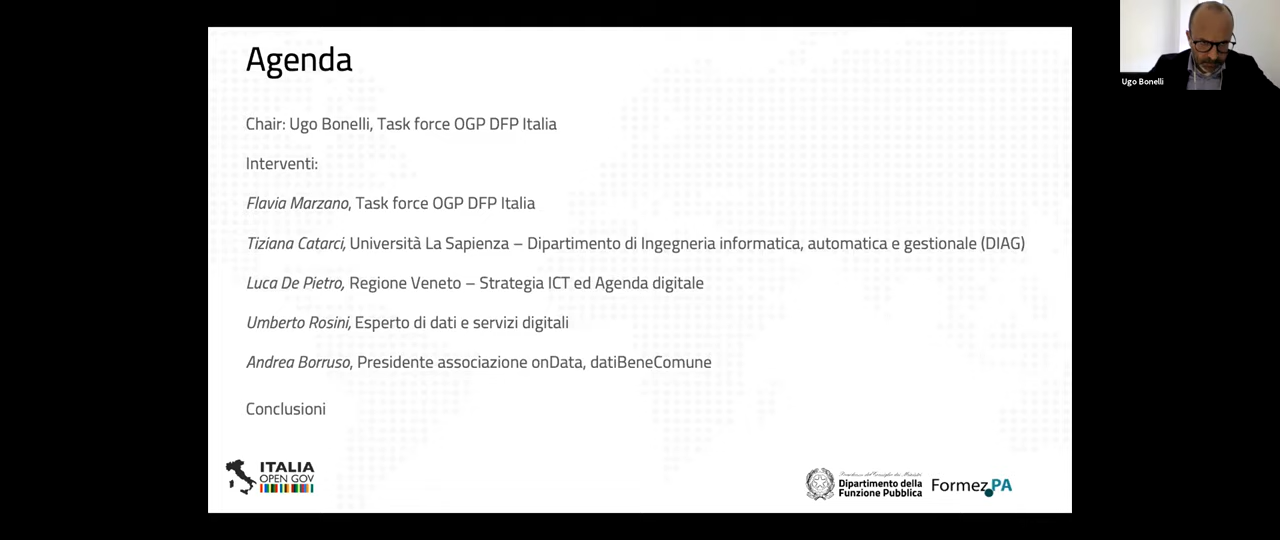 Agenda
Ugo Bonelli
Chair: Ugo Bonelli, Task force OGP DFP Italia
Interventi:
Flavia Marzano, Task force OGP DFP Italia
Tiziana Catarci, Università La Sapienza – Dipartimento di Ingegneria informatica, automatica e gestionale (DIAG)
Luca De Pietro, Regione Veneto – Strategia ICT ed Agenda digitale
Umberto Rosini, Esperto di dati e servizi digitali
Andrea Borruso, Presidente associazione onData, datiBeneComune
Conclusioni
ITALIA
OPEN GOV
Dipartimento della
Funzione Pubblica
Formez PA